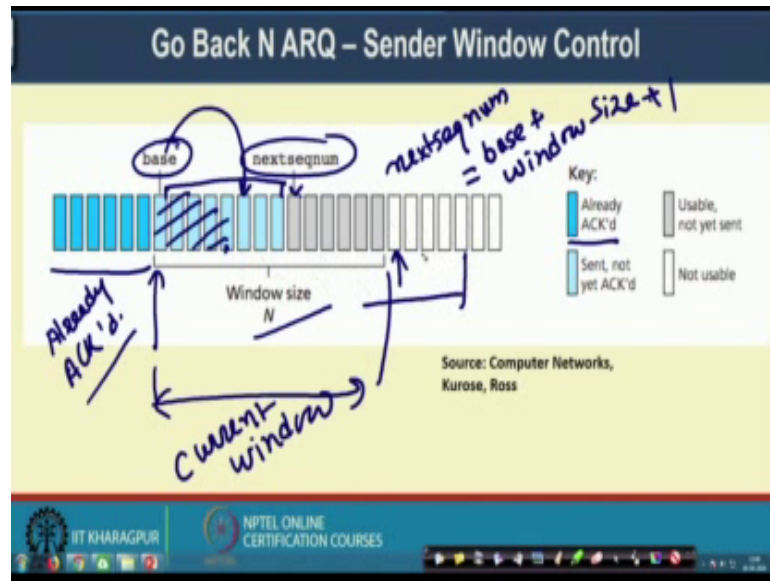 Go Back N ARQ – Sender Window Control
base
nextseqnum
nextseqnum
= base +
window size + 1
Key:
Already
ACK'd
Usable,
not yet sent
Sent, not
yet ACK'd
Not usable
Window size
N
Already
ACK'd.
Current
window
Source: Computer Networks,
Kurose, Ross
IIT KHARAGPUR
NPTEL ONLINE
CERTIFICATION COURSES